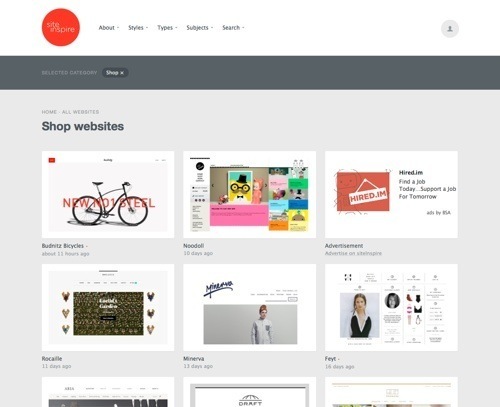 site
inspire
About
Styles
Types
Subjects
Search
SELECTED CATEGORY
Shop ×
HOME · ALL WEBSITES
Shop websites
NEW NO1 STEEL
HIRED.IM
Hired.im
Find a Job
Today...Support a Job
For Tomorrow
ads by BSA
Budnitz Bicycles
about 11 hours ago
Noodoll
10 days ago
Advertisement
Advertise on siteInspire
Minerva
Rocaille
11 days ago
Minerva
13 days ago
Feyt
16 days ago
DRAFT